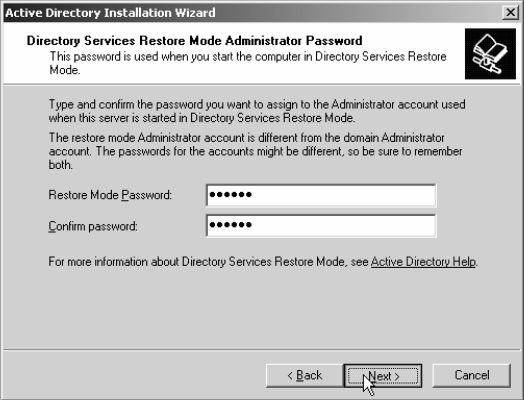 Active Directory Installation Wizard
Directory Services Restore Mode Administrator Password
This password is used when you start the computer in Directory Services Restore
Mode.
Type and confirm the password you want to assign to the Administrator account used
when this server is started in Directory Services Restore Mode.
The restore mode Administrator account is different from the domain Administrator
account. The passwords for the accounts might be different, so be sure to remember
both.
Restore Mode Password: ••••••
Confirm password: ••••••
For more information about Directory Services Restore Mode, see Active Directory Help.
< Back Next > Cancel